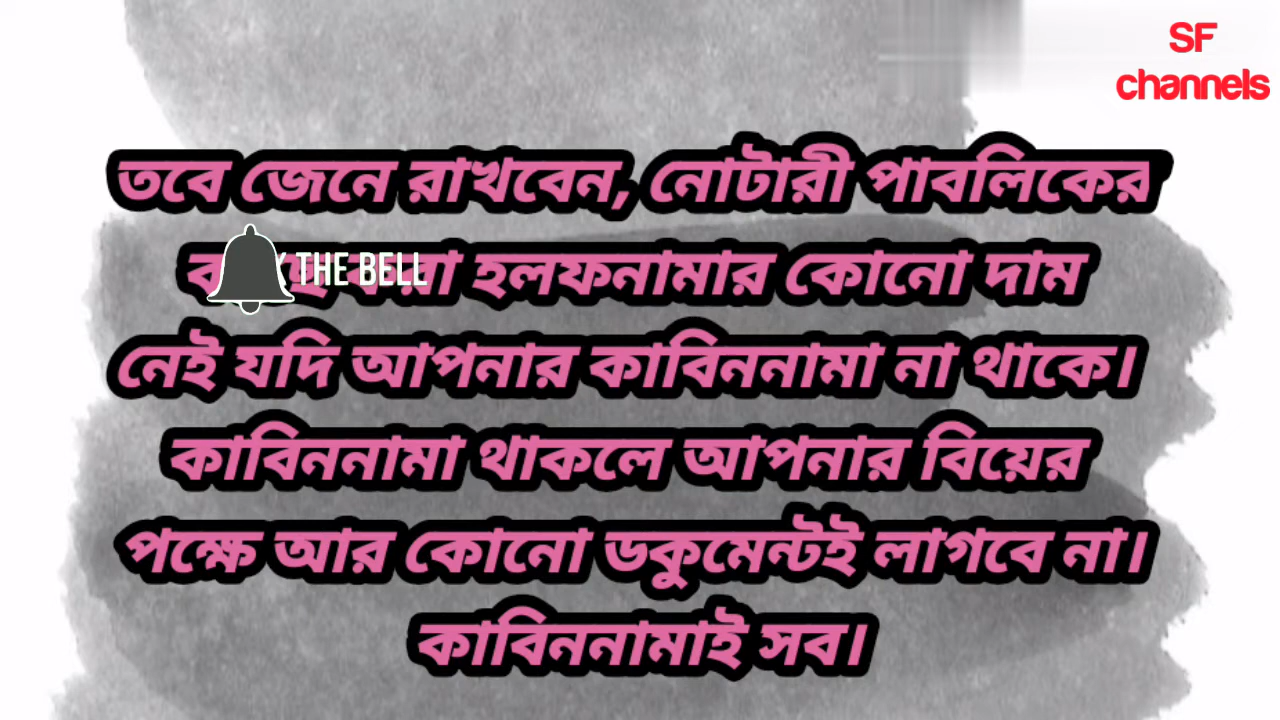 SF
channels
তবে জেনে রাখবেন, নোটারী পাবলিকের
হলফনামার কোনো দাম
THE BELL
নেই যদি আপনার কাবিননামা না থাকে।
কাবিননামা থাকলে আপনার বিয়ের
পক্ষে আর কোনো ডকুমেন্টই লাগবে না।
কাবিননামাই সব।